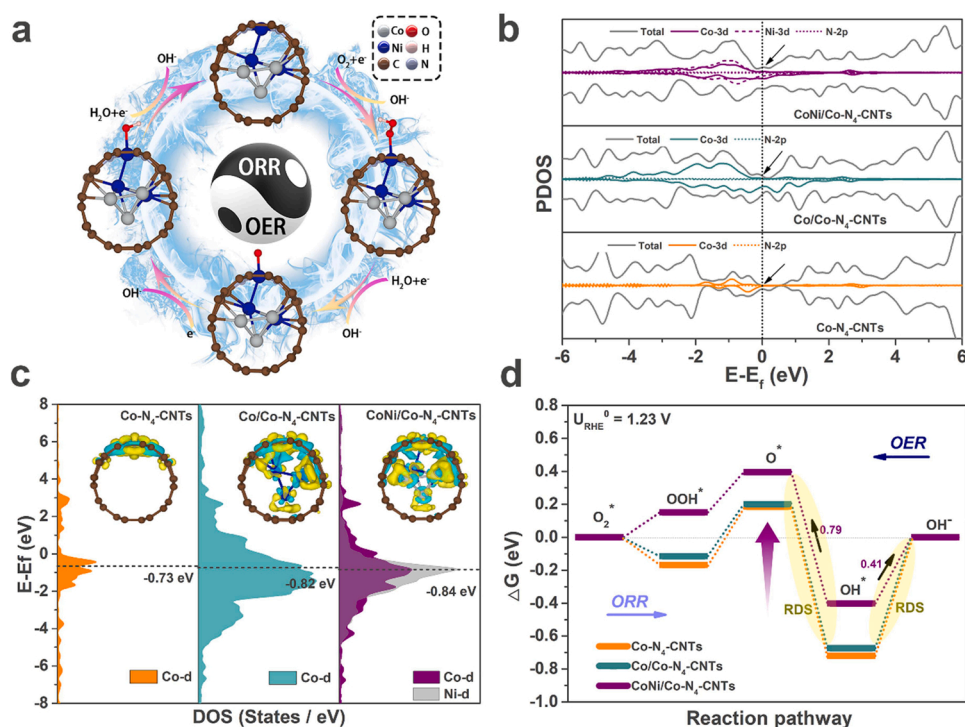 a
Co O
Ni H
C N
OH-
O2+e-
H2O+e-
OH-
ORR
OER
OH-
H2O+e-
e-
OH-
b
Total Co-3d Ni-3d N-2p
CoNi/Co-N4-CNTs
Total Co-3d N-2p
Co/Co-N4-CNTs
Total Co-3d N-2p
Co-N4-CNTs
PDOS
-6 -4 -2 0 2 4 6
E-Ef (eV)
c
8
6
4
2
0
-2
-4
-6
-8
E-Ef (eV)
Co-N4-CNTs Co/Co-N4-CNTs CoNi/Co-N4-CNTs
-0.73 eV
-0.82 eV
-0.84 eV
Co-d
Co-d
Co-d
Ni-d
DOS (States / eV)
d
0.8
0.6
0.4
0.2
0.0
-0.2
-0.4
-0.6
-0.8
-1.0
ΔG (eV)
URHE0 = 1.23 V
OER
O2*
OOH*
O*
OH*
OH-
0.79
0.41
RDS
RDS
ORR
Co-N4-CNTs
Co/Co-N4-CNTs
CoNi/Co-N4-CNTs
Reaction pathway